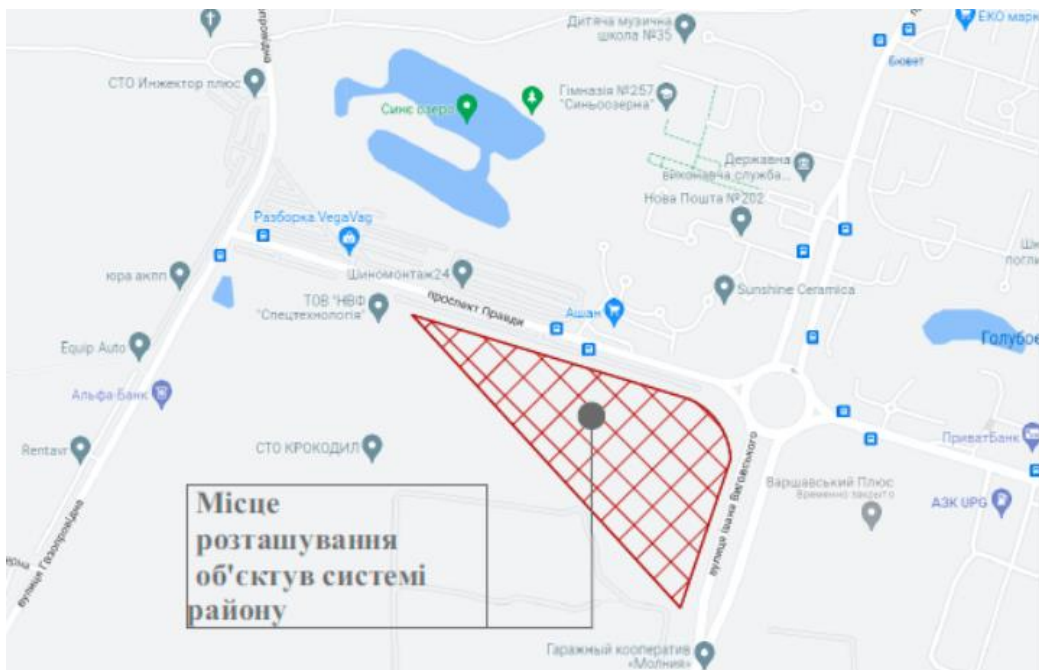 провідна
Дитяча музична
школа №35
ЕКО марк
Бювет
СТО Инжектор плюс
Синє озеро
Гімназія №257
"Синьоозерна"
Державна
виконавча служба...
Нова Пошта №202
Разборка VegaVag
юра акпп
Шиномонтаж24
Sunshine Ceramica
ТОВ "НВФ
"Спецтехнологія"
проспект Правди
Ашан
Голубое
Equip Auto
Альфа-Банк
Rentavr
СТО КРОКОДИЛ
ПриватБанк
Варшавський Плюс
Временно закрыто
АЗК UPG
вулиця Івана Виговського
вулиця Газопровідна
Місце
розташування
об'єктув системі
району
Гаражный кооператив
«Молния»